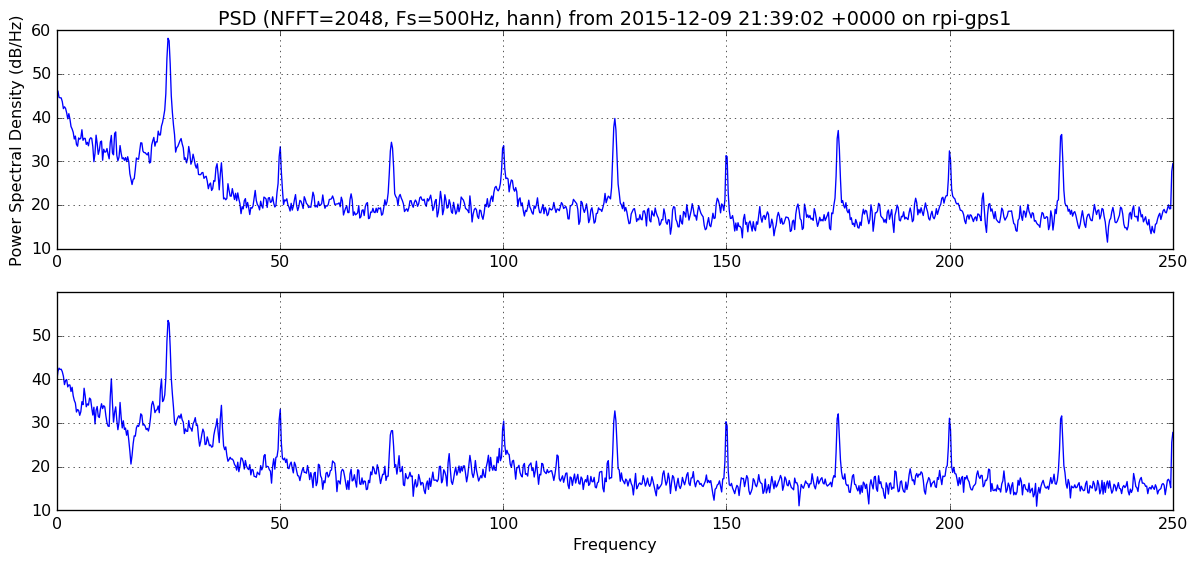 PSD (NFFT=2048, Fs=500Hz, hann) from 2015-12-09 21:39:02 +0000 on rpi-gps1
Power Spectral Density (dB/Hz)
60
50
40
30
20
10
0 50 100 150 200 250
50
40
30
20
10
0 50 100 150 200 250
Frequency